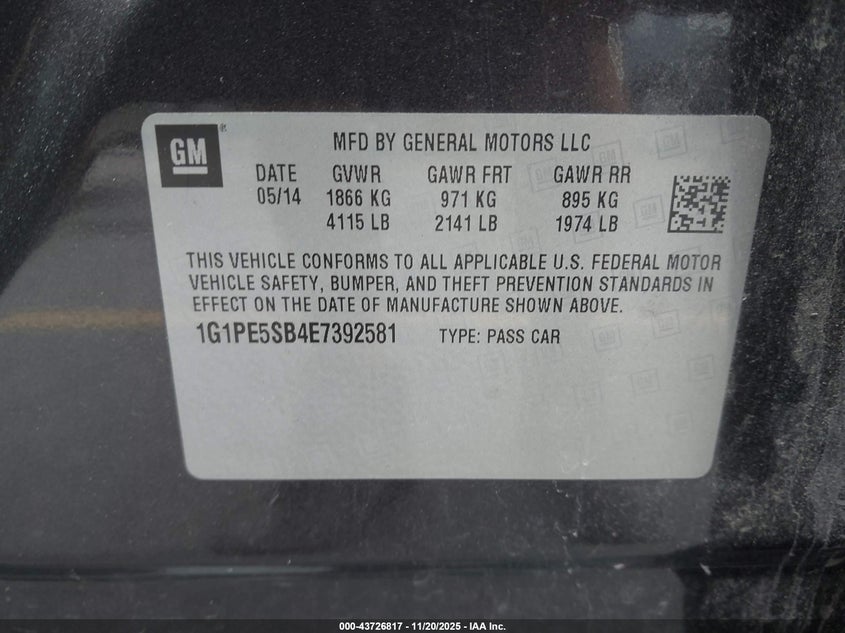 GM ®
MFD BY GENERAL MOTORS LLC
DATE GVWR GAWR FRT GAWR RR
05/14 1866 KG 971 KG 895 KG
4115 LB 2141 LB 1974 LB
THIS VEHICLE CONFORMS TO ALL APPLICABLE U.S. FEDERAL MOTOR
VEHICLE SAFETY, BUMPER, AND THEFT PREVENTION STANDARDS IN
EFFECT ON THE DATE OF MANUFACTURE SHOWN ABOVE.
1G1PE5SB4E7392581 TYPE: PASS CAR
000-43726817 - 11/20/2025 - IAA Inc.